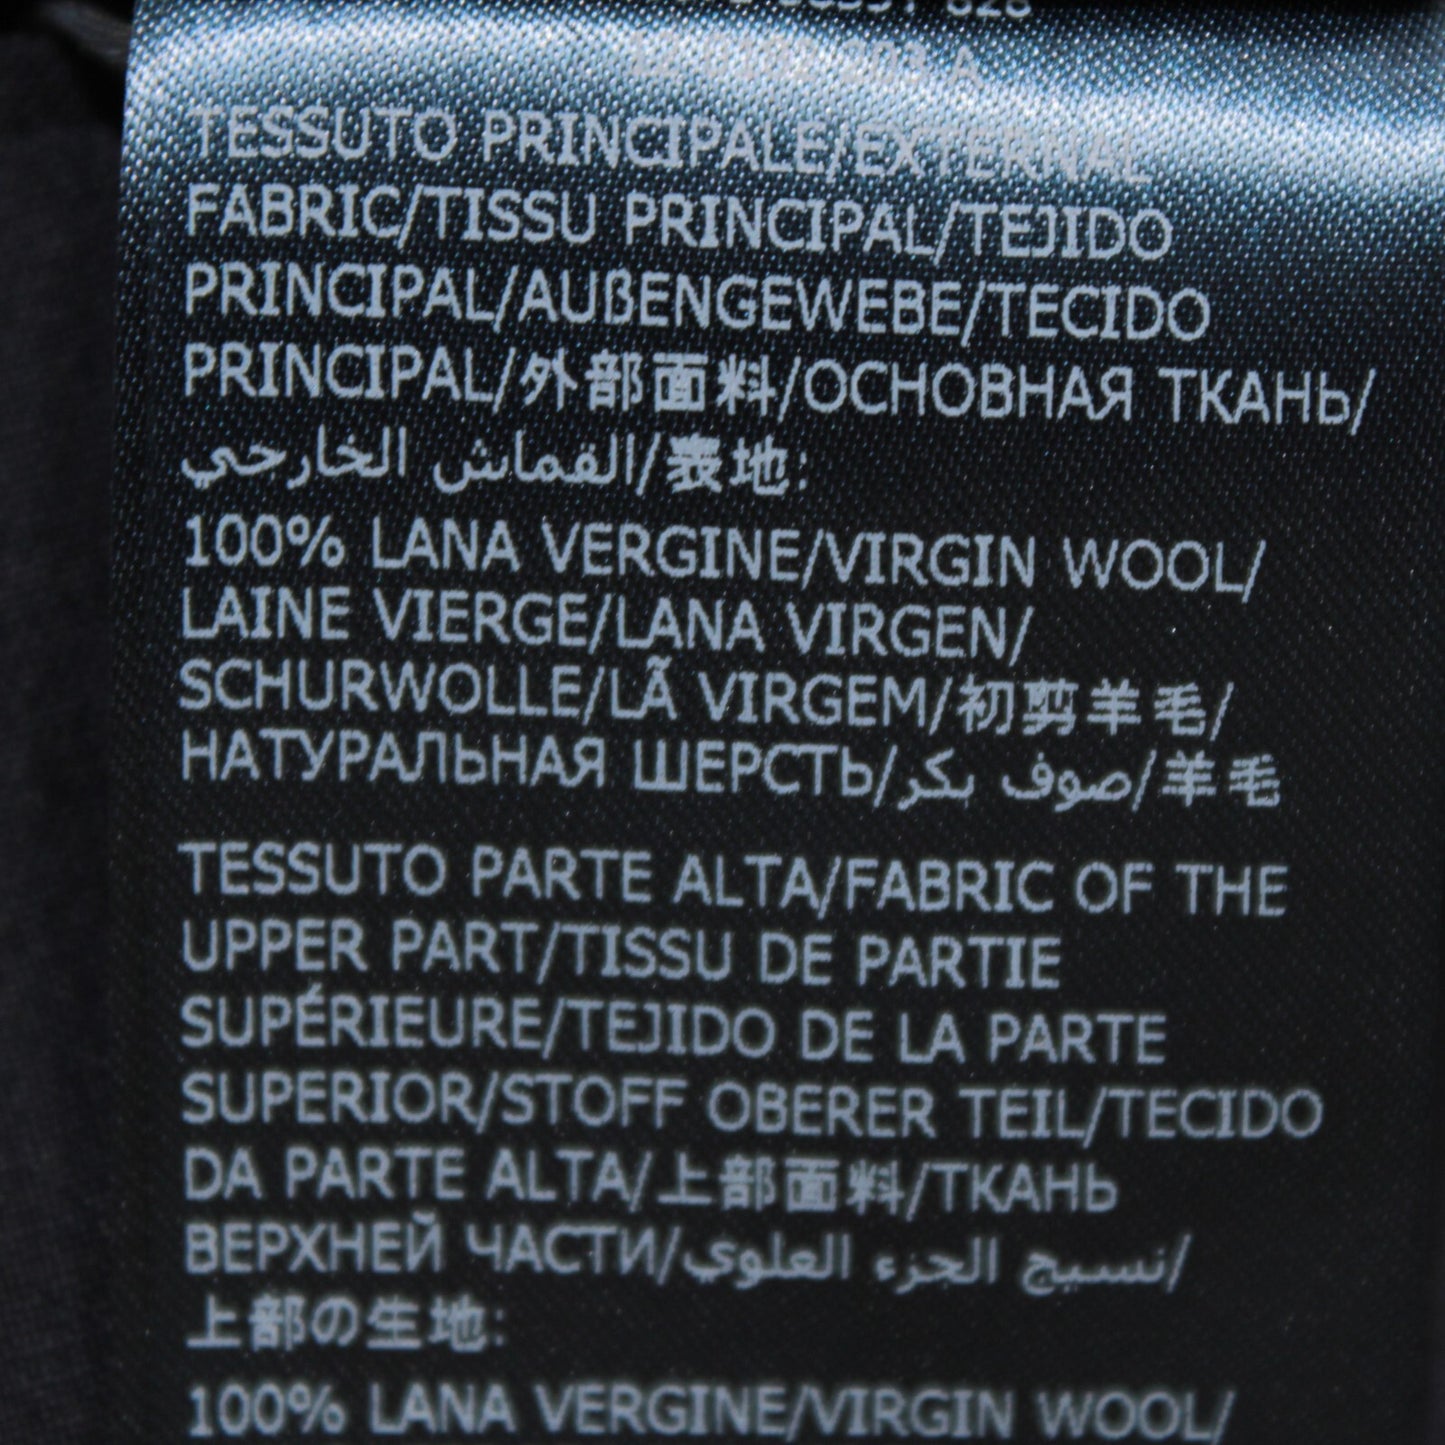 828
TESSUTO PRINCIPALE/EXTERNAL
FABRIC/TISSU PRINCIPAL/TEJIDO
PRINCIPAL/AUßENGEWEBE/TECIDO
PRINCIPAL/外部面料/ОСНОВНАЯ ТКАНЬ/
القماش الخارجي/表地:
100% LANA VERGINE/VIRGIN WOOL/
LAINE VIERGE/LANA VIRGEN/
SCHURWOLLE/LÃ VIRGEM/初剪羊毛/
НАТУРАЛЬНАЯ ШЕРСТЬ/صوف بكر/羊毛
TESSUTO PARTE ALTA/FABRIC OF THE
UPPER PART/TISSU DE PARTIE
SUPÉRIEURE/TEJIDO DE LA PARTE
SUPERIOR/STOFF OBERER TEIL/TECIDO
DA PARTE ALTA/上部面料/ТКАНЬ
ВЕРХНЕЙ ЧАСТИ/نسيج الجزء العلوي/
上部の生地:
100% LANA VERGINE/VIRGIN WOOL/